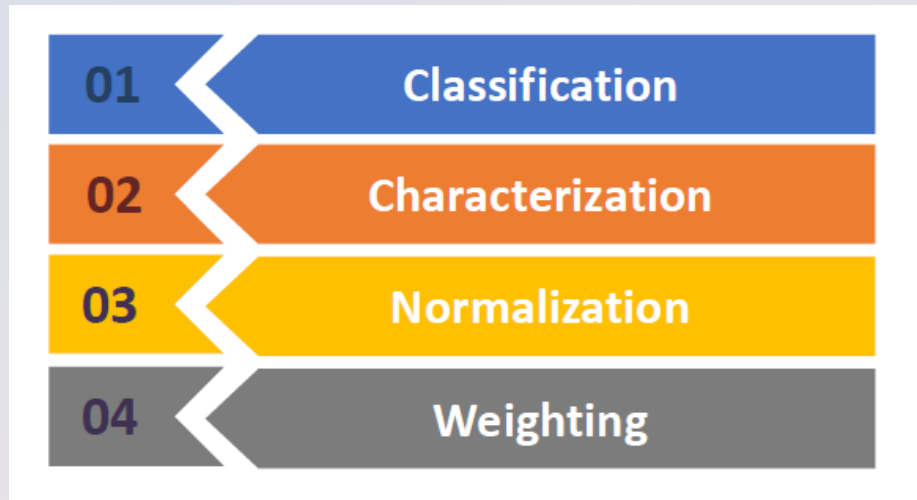 01 Classification
02 Characterization
03 Normalization
04 Weighting